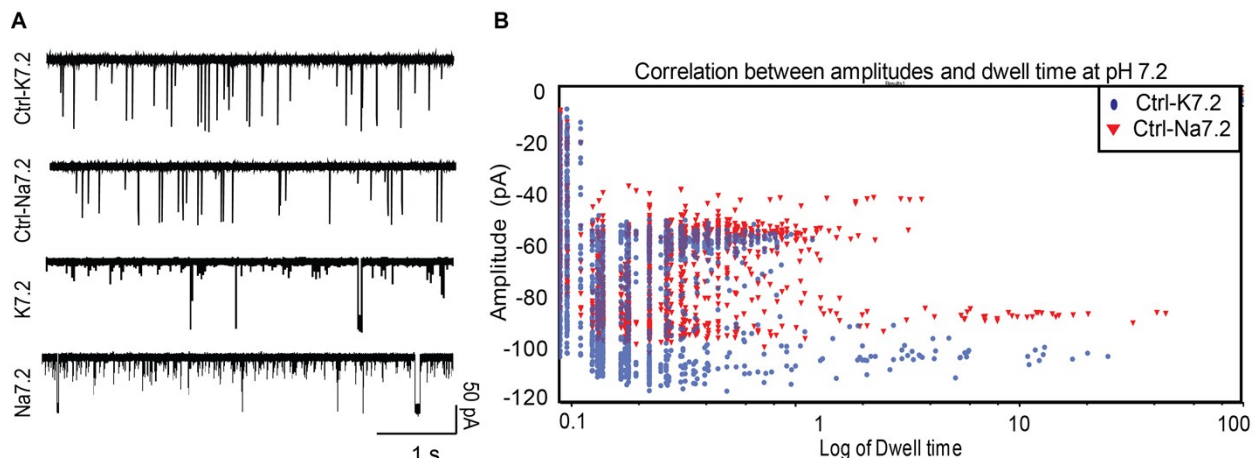 A
Ctrl-K7.2
Ctrl-Na7.2
K7.2
Na7.2
50 pA
1 s
B
Correlation between amplitudes and dwell time at pH 7.2
Results1
Ctrl-K7.2
Ctrl-Na7.2
Amplitude (pA)
0
-20
-40
-60
-80
-100
-120
0.1 1 10 100
Log of Dwell time